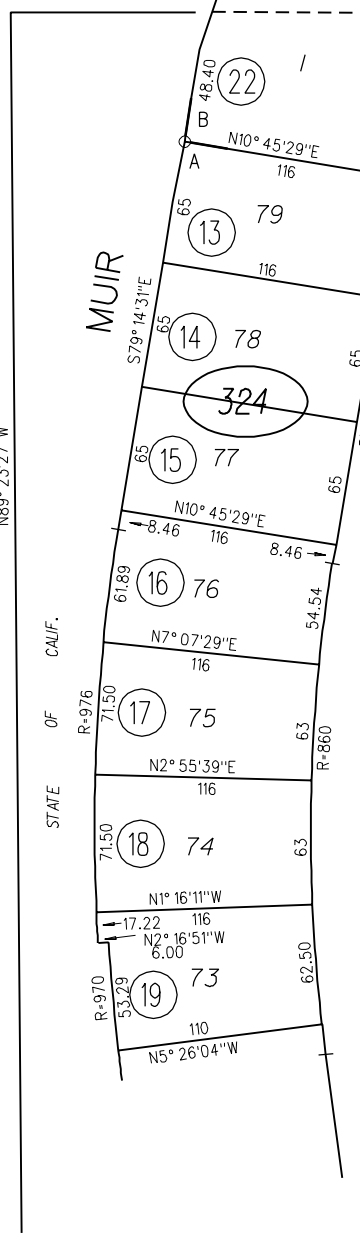 48.40
22
/
B
N10° 45'29"E
A
116
65
79
13
MUIR
116
S79° 14'31"E
65
14
78
65
324
N89° 23'27" W
65
15
77
65
N10° 45'29"E
8.46
116
8.46
61.89
16
76
54.54
STATE OF CALIF.
N7° 07'29"E
116
R=976
71.50
17
75
63
R=860
N2° 55'39"E
116
71.50
18
74
63
N1° 16'11"W
17.22
116
N2° 16'51"W
6.00
R=970
53.29
19
73
62.50
110
N5° 26'04"W